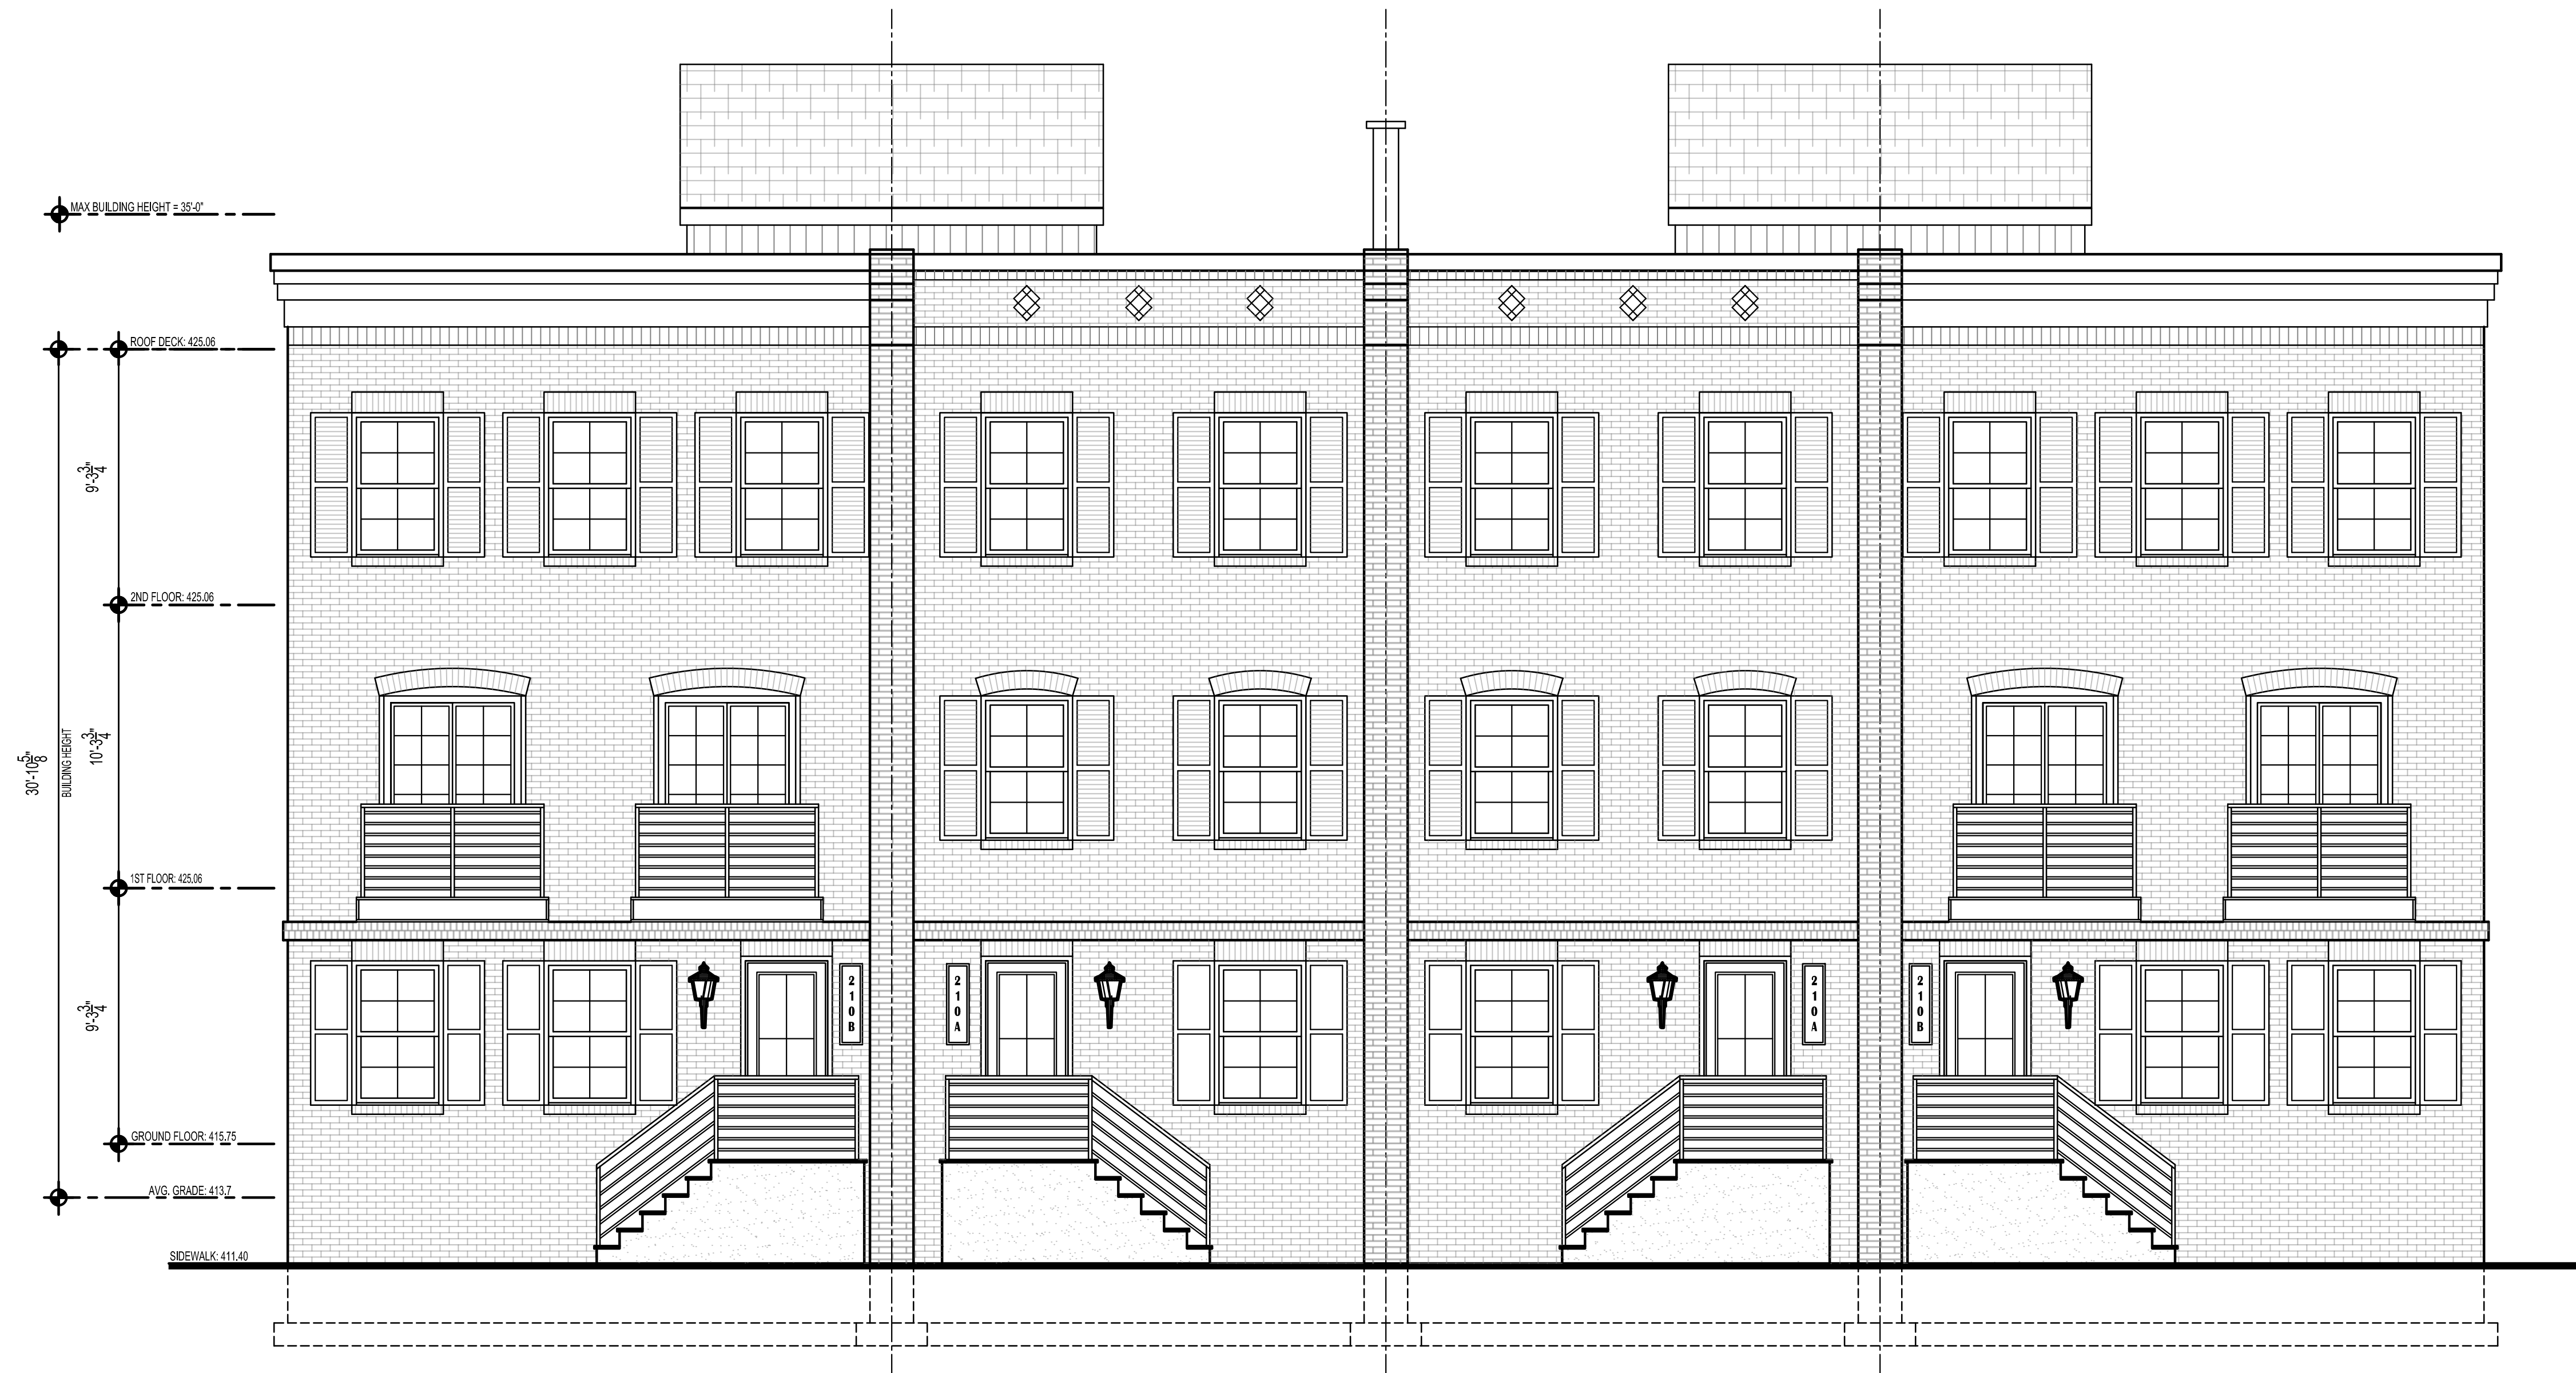 MAX BUILDING HEIGHT = 35'-0"
ROOF DECK: 425.06
9'-3 3/4"
2ND FLOOR: 425.06
10'-3 3/4"
30'-10 5/8"
BUILDING HEIGHT
1ST FLOOR: 425.06
9'-3 3/4"
210B
210A
210A
210B
GROUND FLOOR: 415.75
AVG. GRADE: 413.7
SIDEWALK: 411.40